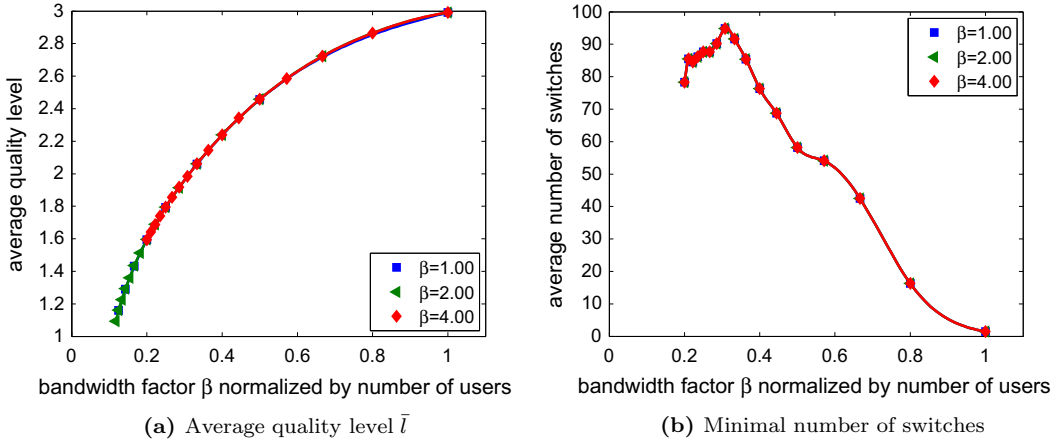 3
2.8
2.6
2.4
2.2
2
1.8
1.6
1.4
1.2
1
0
0.2
0.4
0.6
0.8
1
average quality level
bandwidth factor β normalized by number of users
β=1.00
β=2.00
β=4.00
(a) Average quality level l̄
100
90
80
70
60
50
40
30
20
10
0
0
0.2
0.4
0.6
0.8
1
average number of switches
bandwidth factor β normalized by number of users
β=1.00
β=2.00
β=4.00
(b) Minimal number of switches